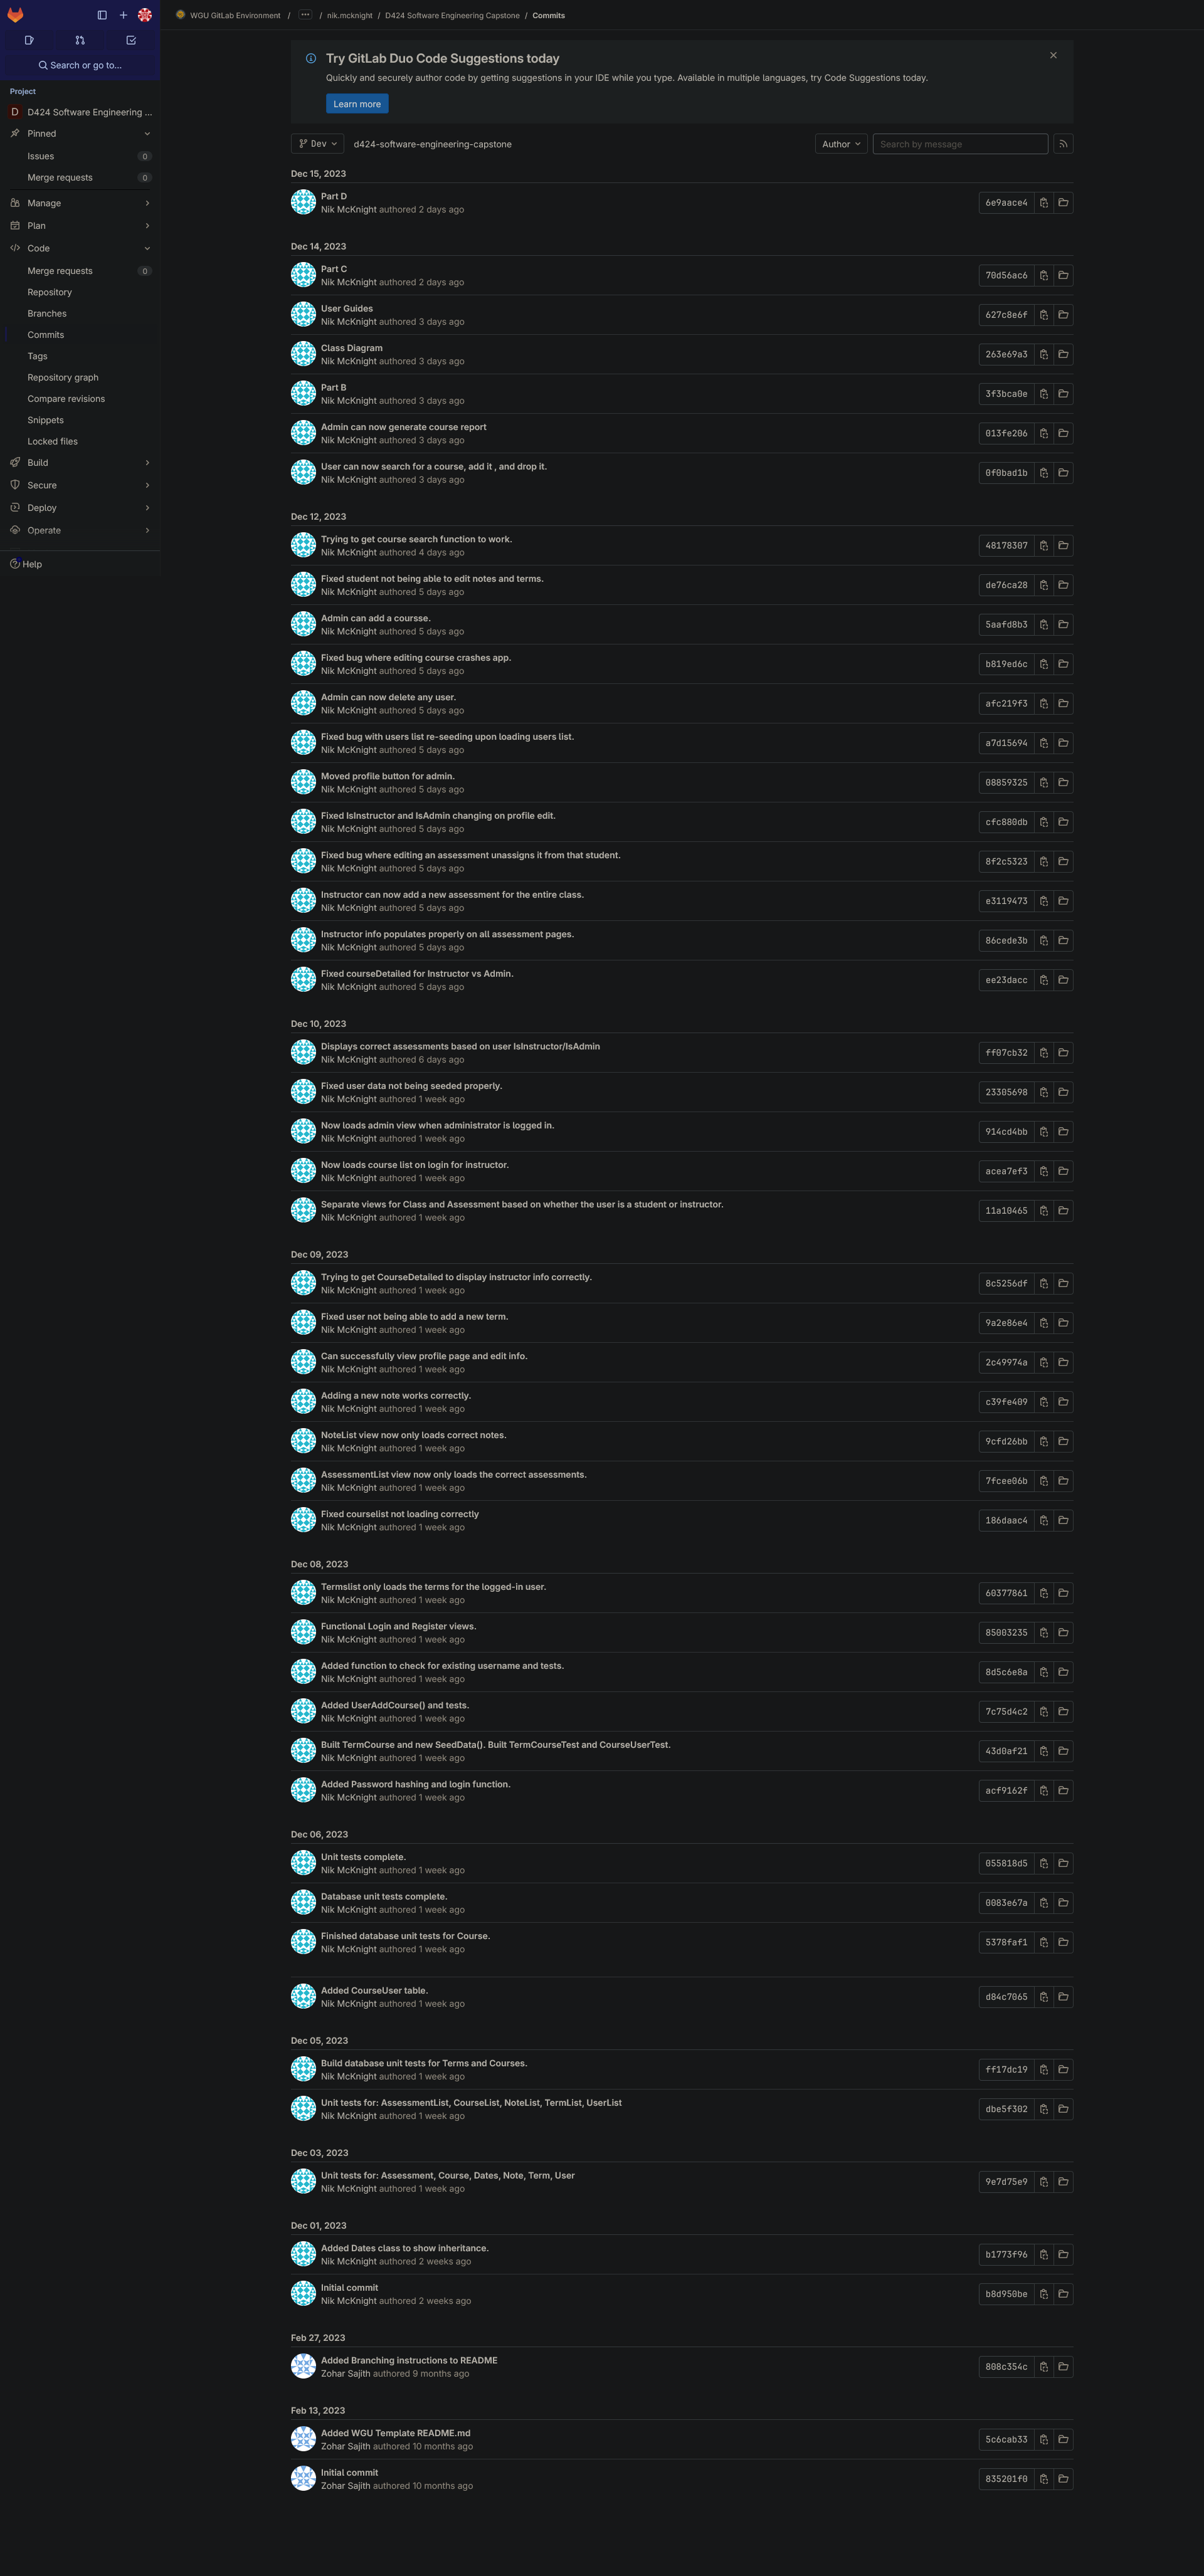 WGU GitLab Environment / ••• / nik.mcknight / D424 Software Engineering Capstone / Commits
Search or go to...
Project
D D424 Software Engineering ...
Pinned
Issues 0
Merge requests 0
Manage
Plan
Code
Merge requests 0
Repository
Branches
Commits
Tags
Repository graph
Compare revisions
Snippets
Locked files
Build
Secure
Deploy
Operate
Help
Try GitLab Duo Code Suggestions today
Quickly and securely author code by getting suggestions in your IDE while you type. Available in multiple languages, try Code Suggestions today.
Learn more
Dev d424-software-engineering-capstone Author Search by message
Dec 15, 2023
Part D
Nik McKnight authored 2 days ago 6e9aace4
Dec 14, 2023
Part C
Nik McKnight authored 2 days ago 70d56ac6
User Guides
Nik McKnight authored 3 days ago 627c8e6f
Class Diagram
Nik McKnight authored 3 days ago 263e69a3
Part B
Nik McKnight authored 3 days ago 3f3bca0e
Admin can now generate course report
Nik McKnight authored 3 days ago 013fe206
User can now search for a course, add it , and drop it.
Nik McKnight authored 3 days ago 0f0bad1b
Dec 12, 2023
Trying to get course search function to work.
Nik McKnight authored 4 days ago 48178307
Fixed student not being able to edit notes and terms.
Nik McKnight authored 5 days ago de76ca28
Admin can add a coursse.
Nik McKnight authored 5 days ago 5aafd8b3
Fixed bug where editing course crashes app.
Nik McKnight authored 5 days ago b819ed6c
Admin can now delete any user.
Nik McKnight authored 5 days ago afc219f3
Fixed bug with users list re-seeding upon loading users list.
Nik McKnight authored 5 days ago a7d15694
Moved profile button for admin.
Nik McKnight authored 5 days ago 08859325
Fixed IsInstructor and IsAdmin changing on profile edit.
Nik McKnight authored 5 days ago cfc880db
Fixed bug where editing an assessment unassigns it from that student.
Nik McKnight authored 5 days ago 8f2c5323
Instructor can now add a new assessment for the entire class.
Nik McKnight authored 5 days ago e3119473
Instructor info populates properly on all assessment pages.
Nik McKnight authored 5 days ago 86cede3b
Fixed courseDetailed for Instructor vs Admin.
Nik McKnight authored 5 days ago ee23dacc
Dec 10, 2023
Displays correct assessments based on user IsInstructor/IsAdmin
Nik McKnight authored 6 days ago ff07cb32
Fixed user data not being seeded properly.
Nik McKnight authored 1 week ago 23305698
Now loads admin view when administrator is logged in.
Nik McKnight authored 1 week ago 914cd4bb
Now loads course list on login for instructor.
Nik McKnight authored 1 week ago acea7ef3
Separate views for Class and Assessment based on whether the user is a student or instructor.
Nik McKnight authored 1 week ago 11a10465
Dec 09, 2023
Trying to get CourseDetailed to display instructor info correctly.
Nik McKnight authored 1 week ago 8c5256df
Fixed user not being able to add a new term.
Nik McKnight authored 1 week ago 9a2e86e4
Can successfully view profile page and edit info.
Nik McKnight authored 1 week ago 2c49974a
Adding a new note works correctly.
Nik McKnight authored 1 week ago c39fe409
NoteList view now only loads correct notes.
Nik McKnight authored 1 week ago 9cfd26bb
AssessmentList view now only loads the correct assessments.
Nik McKnight authored 1 week ago 7fcee06b
Fixed courselist not loading correctly
Nik McKnight authored 1 week ago 186daac4
Dec 08, 2023
Termslist only loads the terms for the logged-in user.
Nik McKnight authored 1 week ago 60377861
Functional Login and Register views.
Nik McKnight authored 1 week ago 85003235
Added function to check for existing username and tests.
Nik McKnight authored 1 week ago 8d5c6e8a
Added UserAddCourse() and tests.
Nik McKnight authored 1 week ago 7c75d4c2
Built TermCourse and new SeedData(). Built TermCourseTest and CourseUserTest.
Nik McKnight authored 1 week ago 43d0af21
Added Password hashing and login function.
Nik McKnight authored 1 week ago acf9162f
Dec 06, 2023
Unit tests complete.
Nik McKnight authored 1 week ago 055818d5
Database unit tests complete.
Nik McKnight authored 1 week ago 0083e67a
Finished database unit tests for Course.
Nik McKnight authored 1 week ago 5378faf1
Added CourseUser table.
Nik McKnight authored 1 week ago d84c7065
Dec 05, 2023
Build database unit tests for Terms and Courses.
Nik McKnight authored 1 week ago ff17dc19
Unit tests for: AssessmentList, CourseList, NoteList, TermList, UserList
Nik McKnight authored 1 week ago dbe5f302
Dec 03, 2023
Unit tests for: Assessment, Course, Dates, Note, Term, User
Nik McKnight authored 1 week ago 9e7d75e9
Dec 01, 2023
Added Dates class to show inheritance.
Nik McKnight authored 2 weeks ago b1773f96
Initial commit
Nik McKnight authored 2 weeks ago b8d950be
Feb 27, 2023
Added Branching instructions to README
Zohar Sajith authored 9 months ago 808c354c
Feb 13, 2023
Added WGU Template README.md
Zohar Sajith authored 10 months ago 5c6cab33
Initial commit
Zohar Sajith authored 10 months ago 835201f0